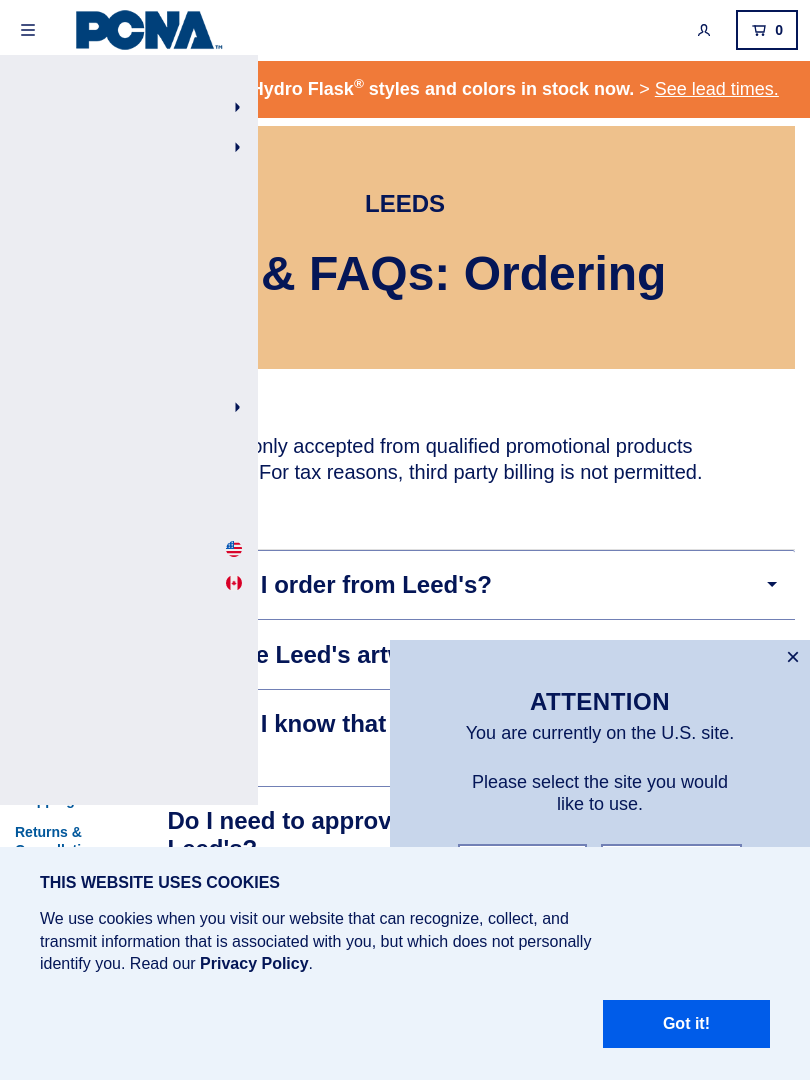 PCNA™
0
Hydro Flask® styles and colors in stock now. > See lead times.
LEEDS
& FAQs: Ordering
only accepted from qualified promotional products
For tax reasons, third party billing is not permitted.
I order from Leed's?
Leed's
I know that
ATTENTION
You are currently on the U.S. site.
Please select the site you would
like to use.
Do I need to approv
Leed's?
Returns &
THIS WEBSITE USES COOKIES
We use cookies when you visit our website that can recognize, collect, and
transmit information that is associated with you, but which does not personally
identify you. Read our Privacy Policy.
Got it!